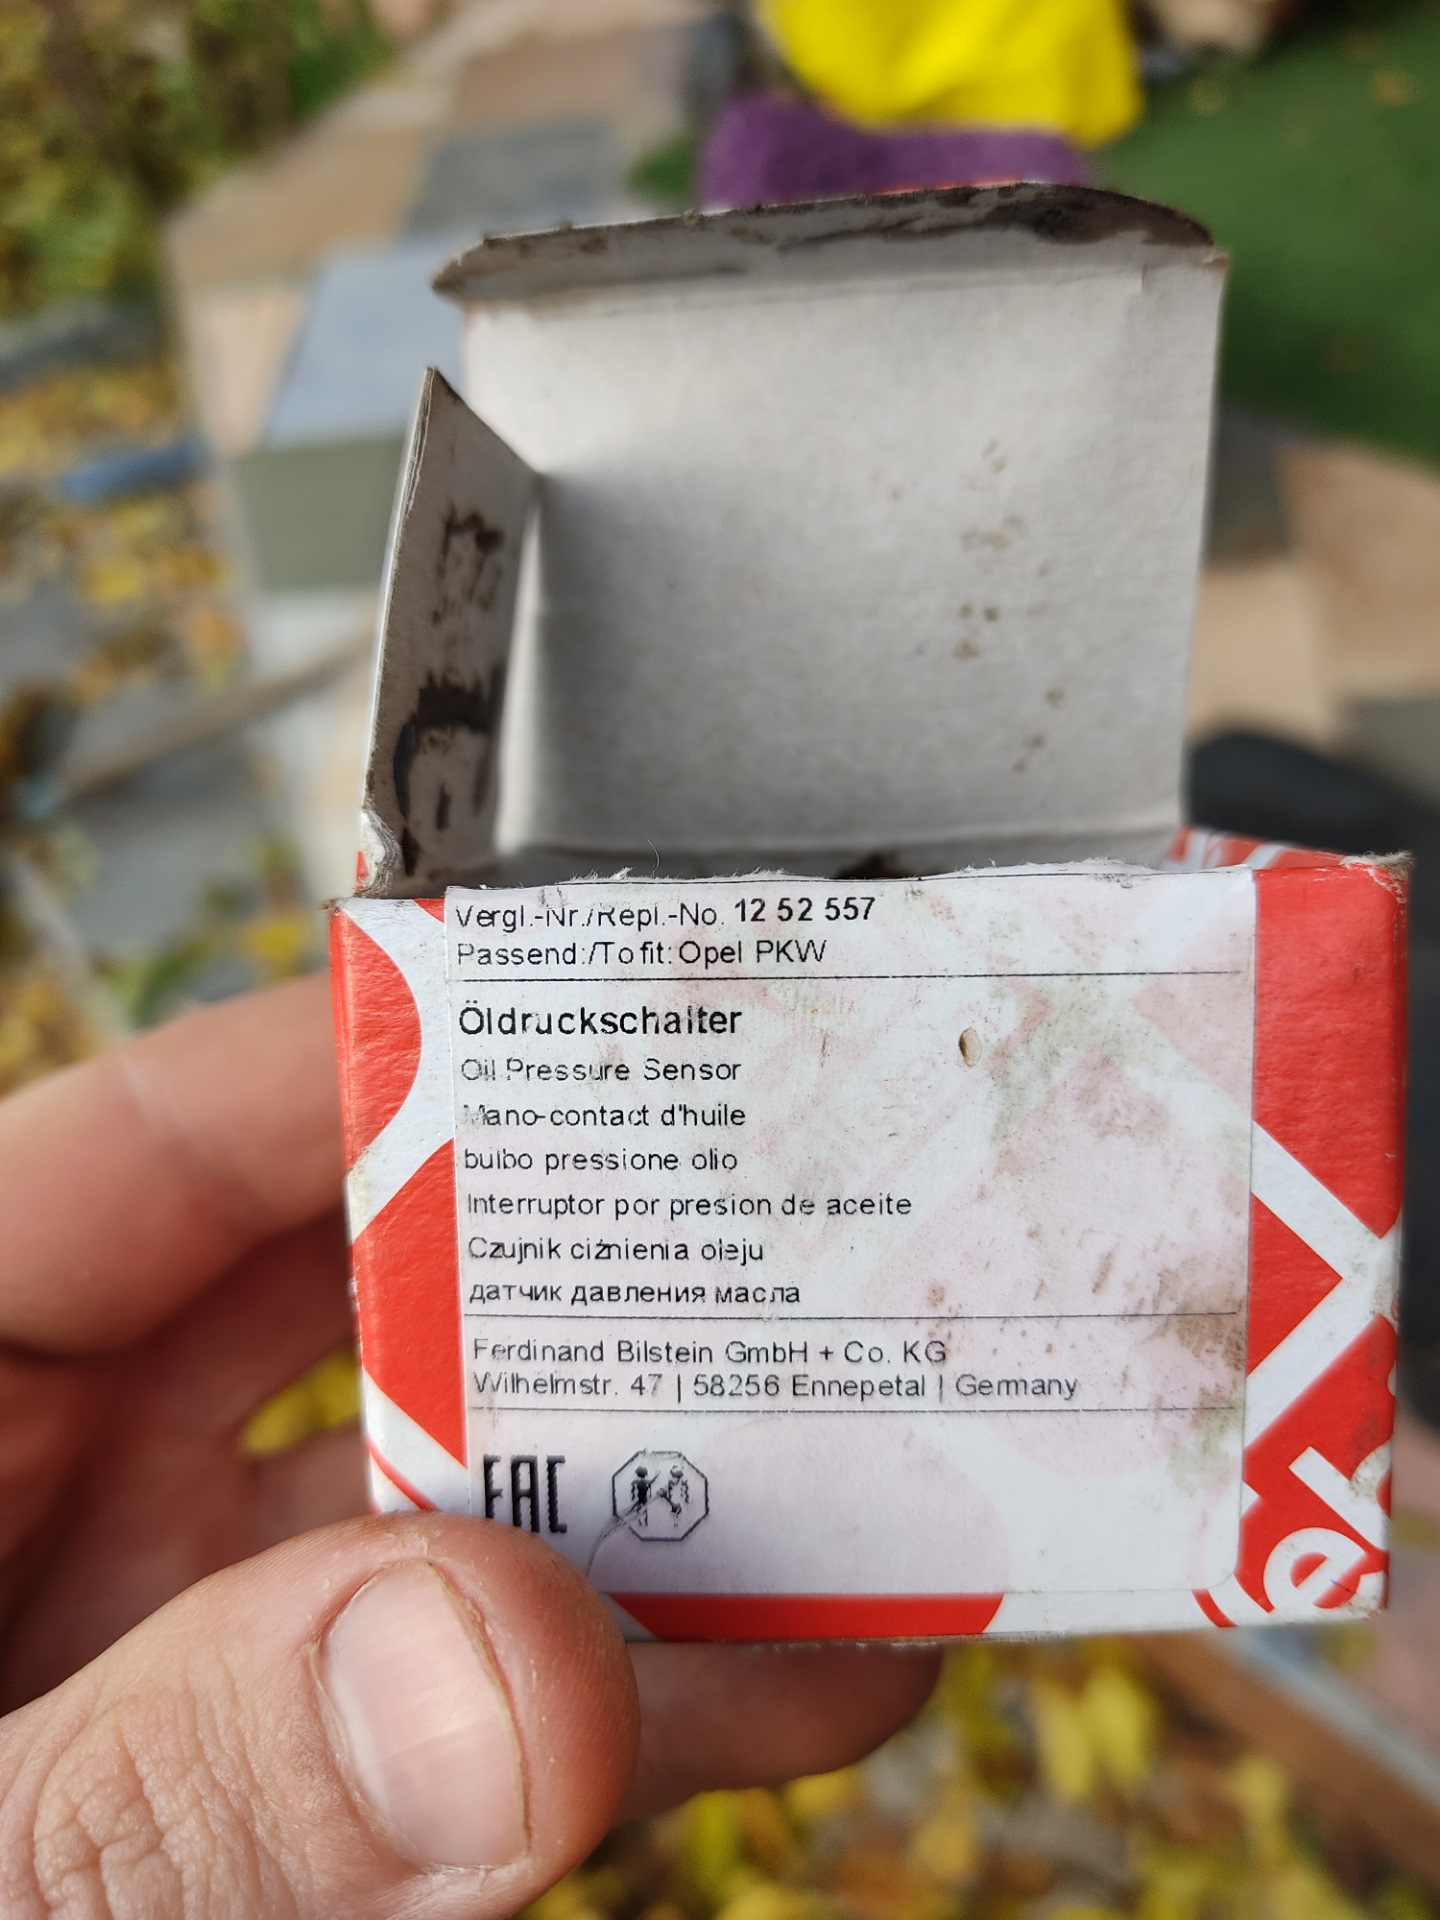 Vergl.-Nr./Repl.-No. 12 52 557
Passend:/To fit: Opel PKW
Öldruckschalter
Oil Pressure Sensor
Mano-contact d'huile
bulbo pressione olio
Interruptor por presion de aceite
Czujnik ciżnienia oleju
датчик давления масла
Ferdinand Bilstein GmbH + Co. KG
Wilhelmstr. 47 | 58256 Ennepetal | Germany
EAC
feb